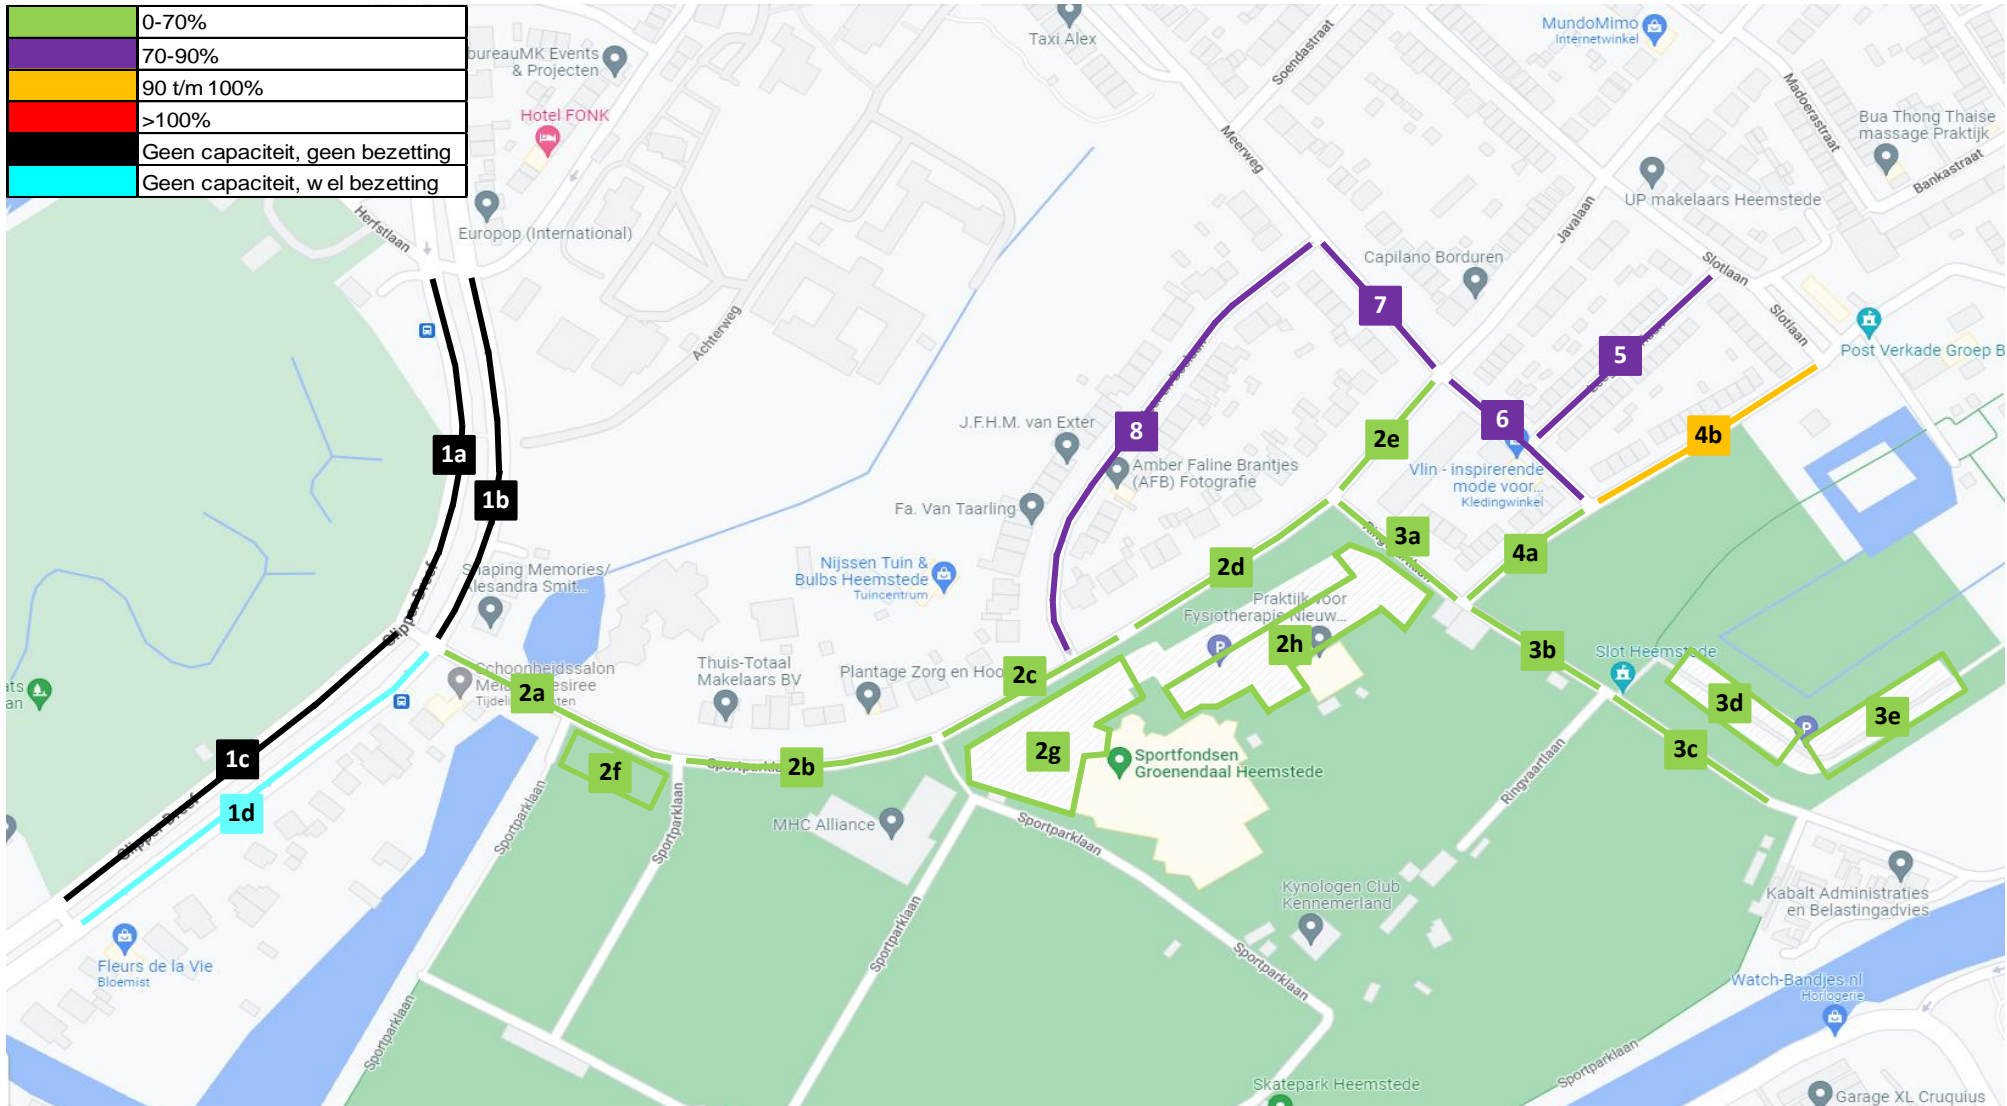 0-70%
70-90%
90 t/m 100%
>100%
Geen capaciteit, geen bezetting
Geen capaciteit, wel bezetting
bureauMK Events
& Projecten
Hotel FONK
Europop (International)
Herfstlaan
Achterweg
Taxi Alex
Soendastraat
MundoMimo
Internetwinkel
Madoerastraat
Bua Thong Thaise
massage Praktijk
Bankastraat
Meerweg
UP makelaars Heemstede
Javalaan
Capilano Borduren
Slotlaan
Slotlaan
Post Verkade Groep B
7
5
6
8
4b
2e
1a
1b
J.F.H.M. van Exter
Amber Faline Brantjes
(AFB) Fotografie
Fa. Van Taarling
Vlin - inspirerende
mode voor...
Kledingwinkel
3a
4a
2d
Nijssen Tuin &
Bulbs Heemstede
Tuincentrum
Praktijk voor
Fysiotherapie Nieuw...
2h
3b
Slot Heemstede
3d
3e
3c
P
P
2c
Thuis-Totaal
Makelaars BV
Plantage Zorg en Hoo
2a
2f
2b
2g
Sportfondsen
Groenendaal Heemstede
Ringvaartlaan
1c
1d
Sportparklaan
Sportparklaan
MHC Alliance
Sportparklaan
Kynologen Club
Kennemerland
Kabalt Administraties
en Belastingadvies
Fleurs de la Vie
Bloemist
Sportparklaan
Sportparklaan
Sportparklaan
Watch-Bandjes.nl
Horlogerie
Sportparklaan
Skatepark Heemstede
Garage XL Cruquius